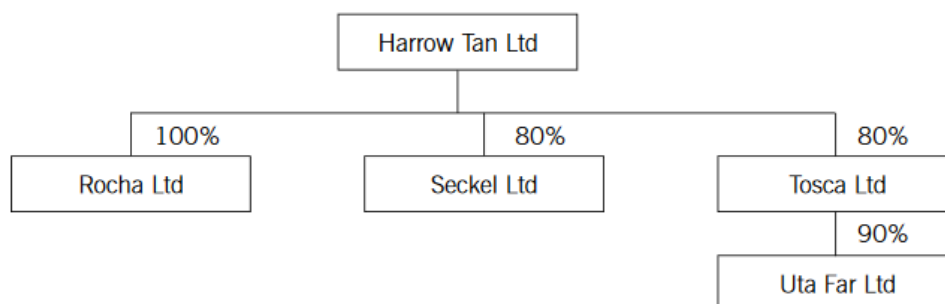 Harrow Tan Ltd
100%
80%
80%
Rocha Ltd
Seckel Ltd
Tosca Ltd
90%
Uta Far Ltd